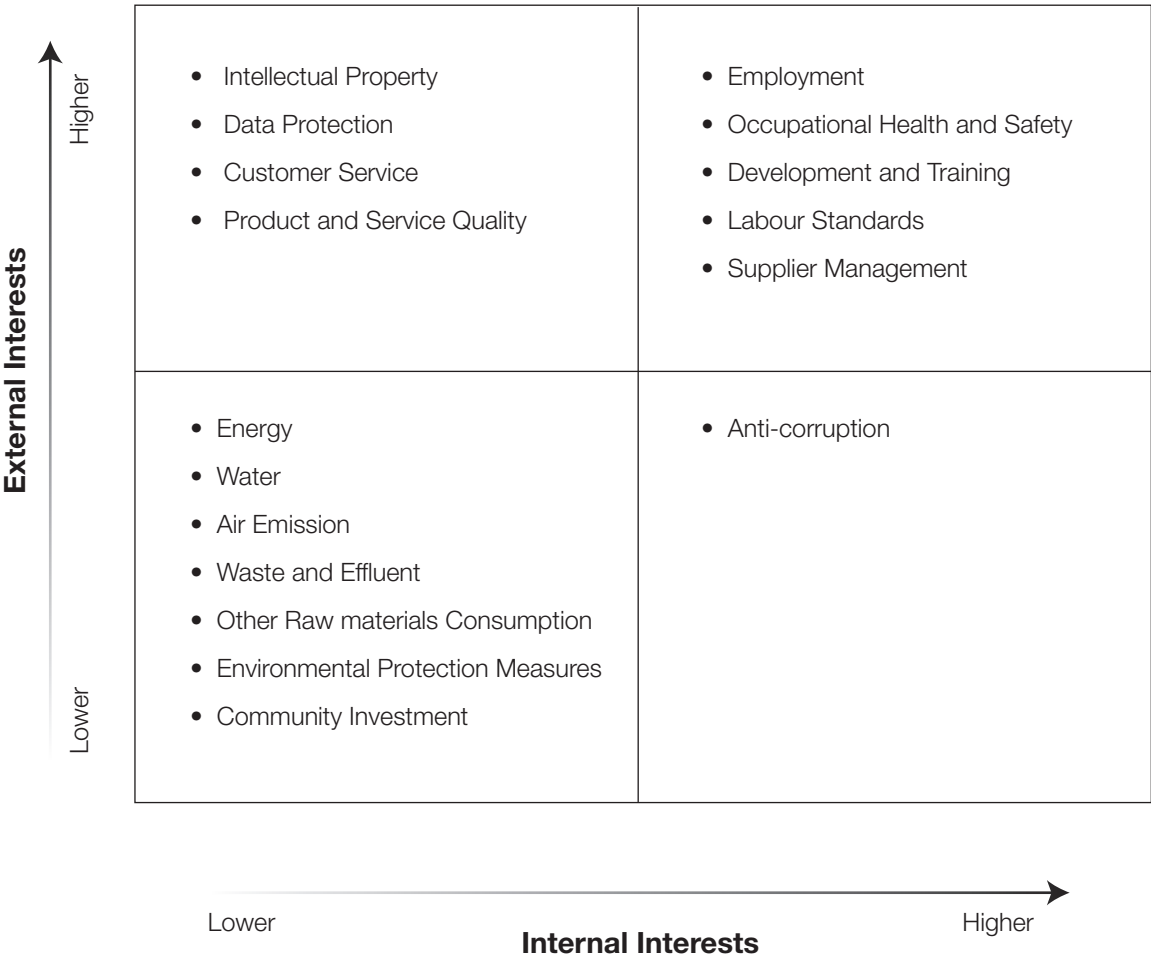 External Interests
Higher
Lower
• Intellectual Property
• Data Protection
• Customer Service
• Product and Service Quality
• Employment
• Occupational Health and Safety
• Development and Training
• Labour Standards
• Supplier Management
• Energy
• Water
• Air Emission
• Waste and Effluent
• Other Raw materials Consumption
• Environmental Protection Measures
• Community Investment
• Anti-corruption
Lower
Higher
Internal Interests